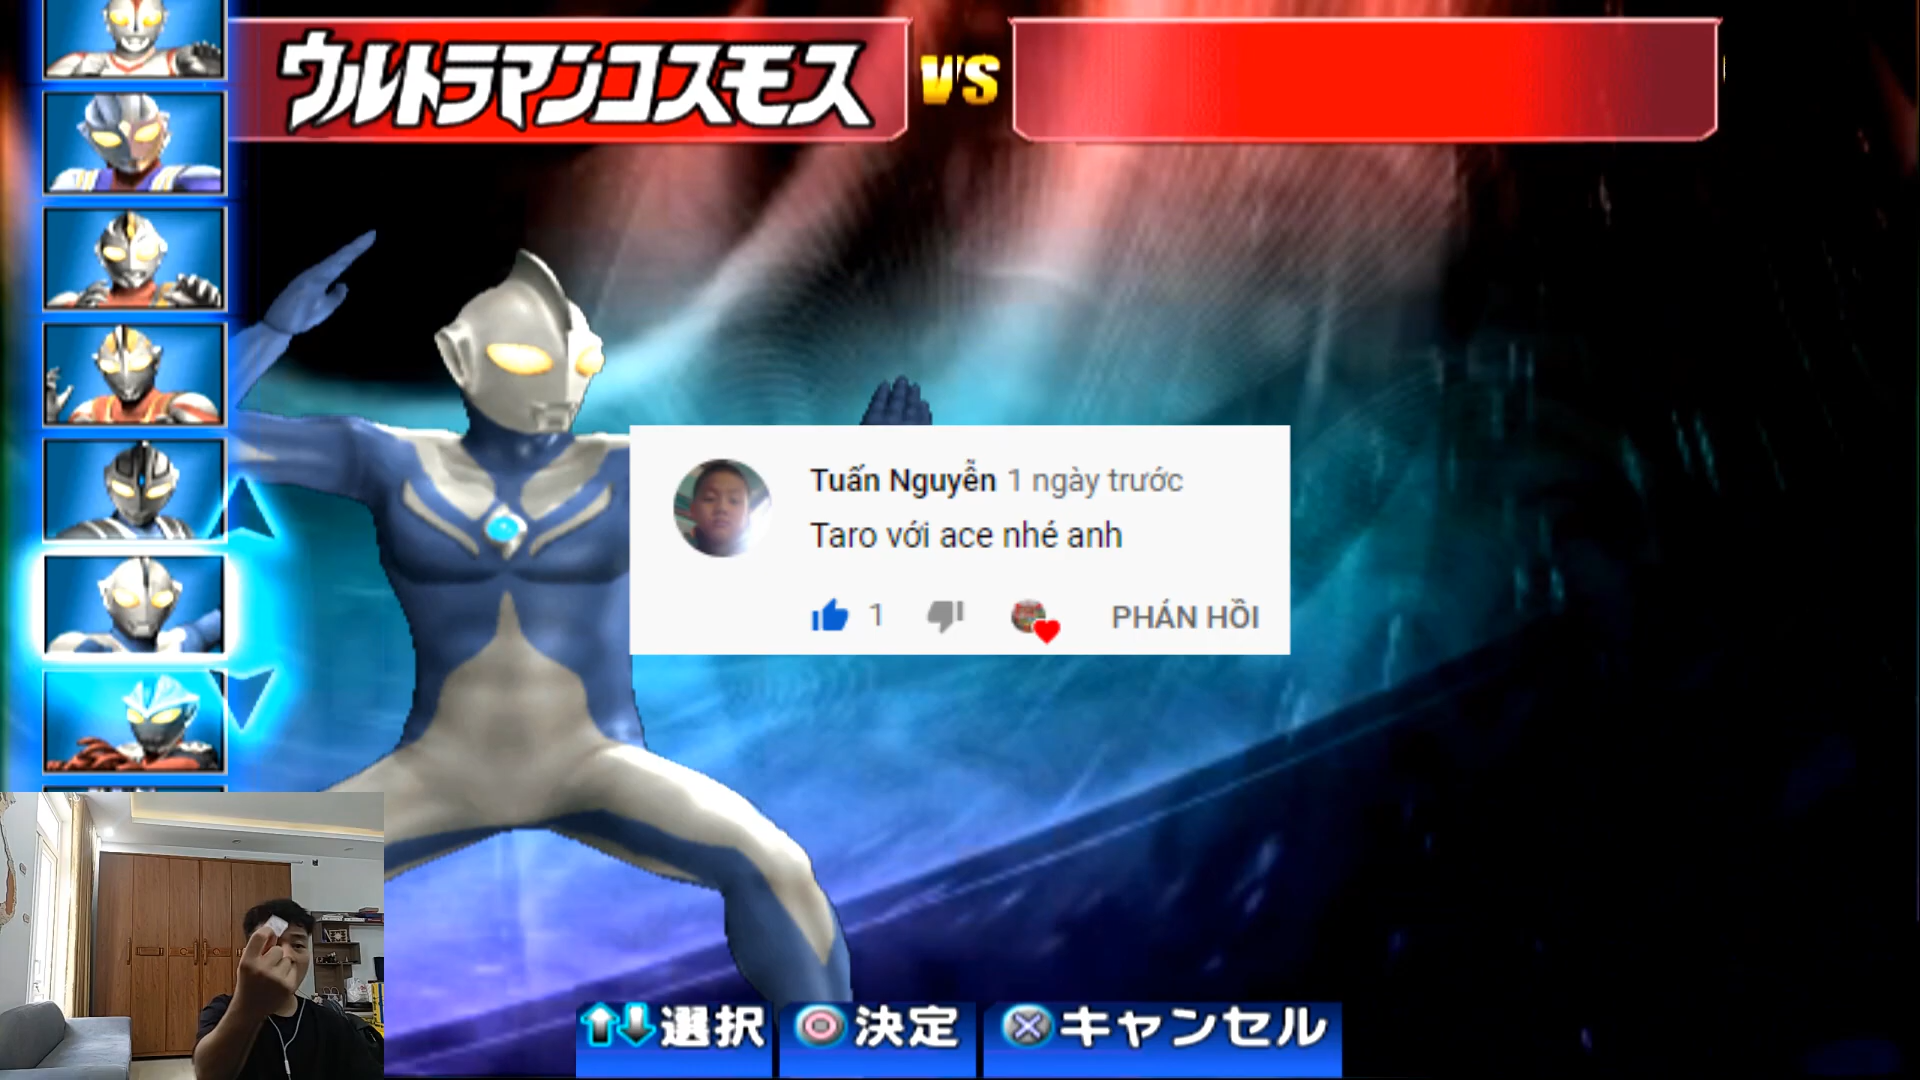 ウルトラマンコスモス
VS
Tuấn Nguyễn 1 ngày trước
Taro với ace nhé anh
1
PHẢN HỒI
選択 決定 キャンセル